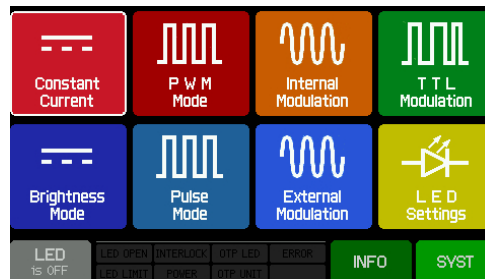 Constant
Current
P W M
Mode
Internal
Modulation
T T L
Modulation
Brightness
Mode
Pulse
Mode
External
Modulation
L E D
Settings
LED
is OFF
LED OPEN INTERLOCK OTP LED ERROR
LED LIMIT POWER OTP UNIT
INFO
SYST